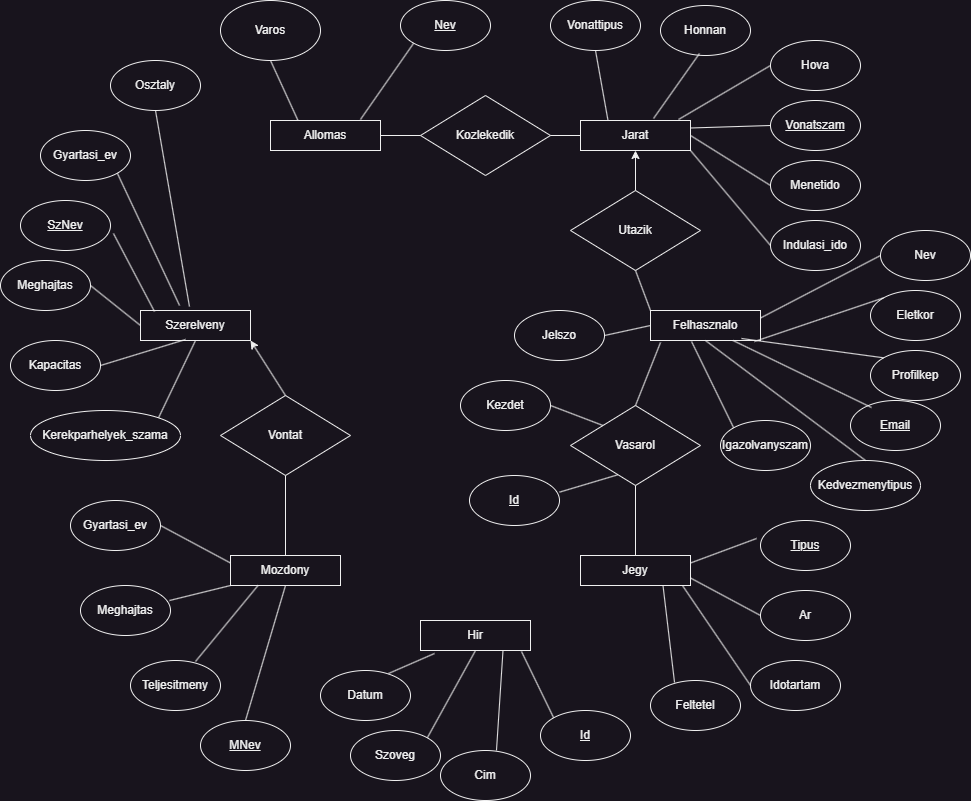 Varos
Nev
Vonattipus
Honnan
Hova
Osztaly
Allomas
Kozlekedik
Jarat
Vonatszam
Gyartasi_ev
Menetido
SzNev
Utazik
Indulasi_ido
Nev
Meghajtas
Szerelveny
Jelszo
Felhasznalo
Eletkor
Kapacitas
Profilkep
Kezdet
Email
Kerekparhelyek_szama
Vontat
Vasarol
Igazolvanyszam
Kedvezmenytipus
Id
Gyartasi_ev
Tipus
Mozdony
Jegy
Meghajtas
Ar
Hir
Teljesitmeny
Datum
Idotartam
Feltetel
MNev
Szoveg
Id
Cim